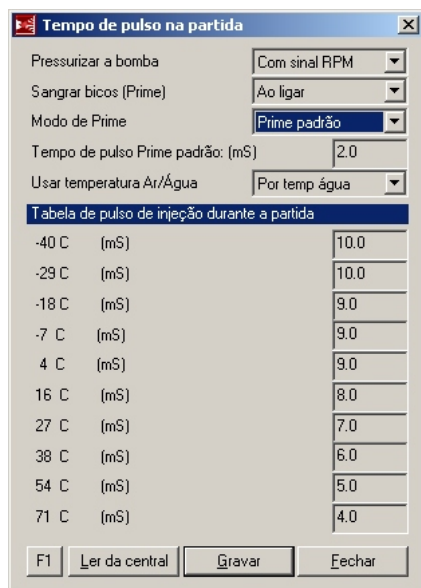 Tempo de pulso na partida
Pressurizar a bomba Com sinal RPM
Sangrar bicos (Prime) Ao ligar
Modo de Prime Prime padrão
Tempo de pulso Prime padrão: (mS) 2.0
Usar temperatura Ar/Água Por temp água
Tabela de pulso de injeção durante a partida
-40 C (mS) 10.0
-29 C (mS) 10.0
-18 C (mS) 9.0
-7 C (mS) 9.0
4 C (mS) 9.0
16 C (mS) 8.0
27 C (mS) 7.0
38 C (mS) 6.0
54 C (mS) 5.0
71 C (mS) 4.0
F1 Ler da central Gravar Fechar